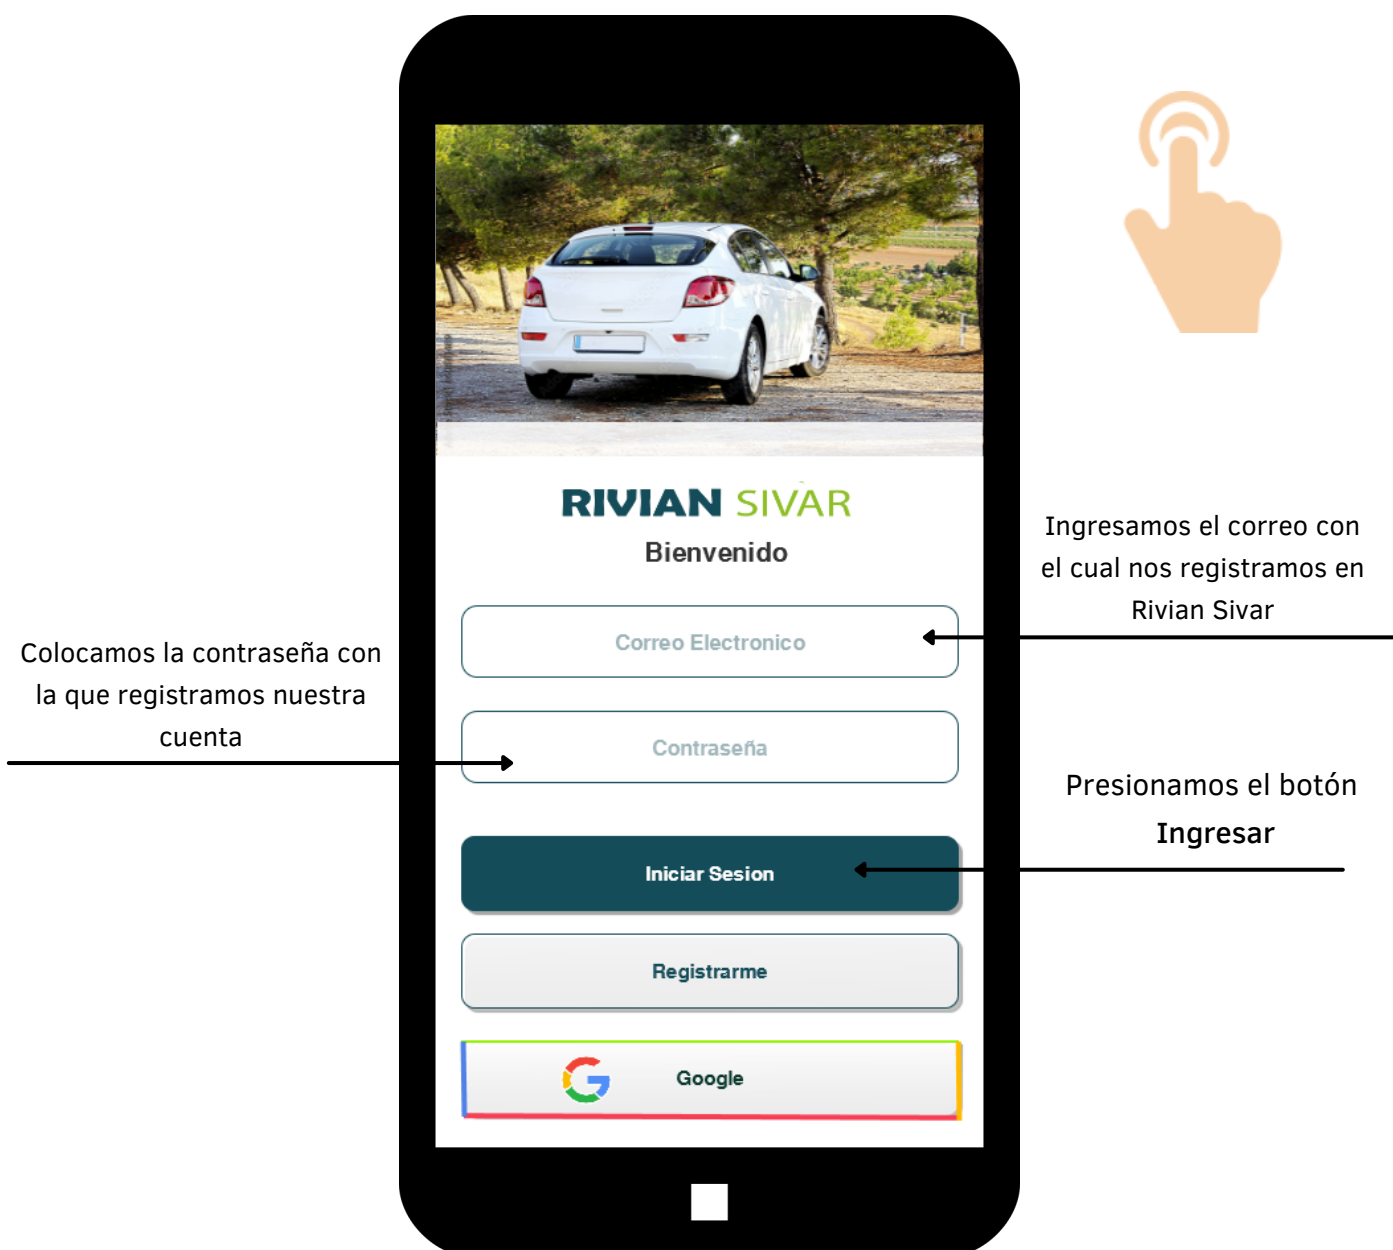 RIVIAN SIVAR
Bienvenido
Ingresamos el correo con
el cual nos registramos en
Rivian Sivar
Correo Electronico
Colocamos la contraseña con
la que registramos nuestra
cuenta
Contraseña
Presionamos el botón
Ingresar
Iniciar Sesion
Registrarme
Google